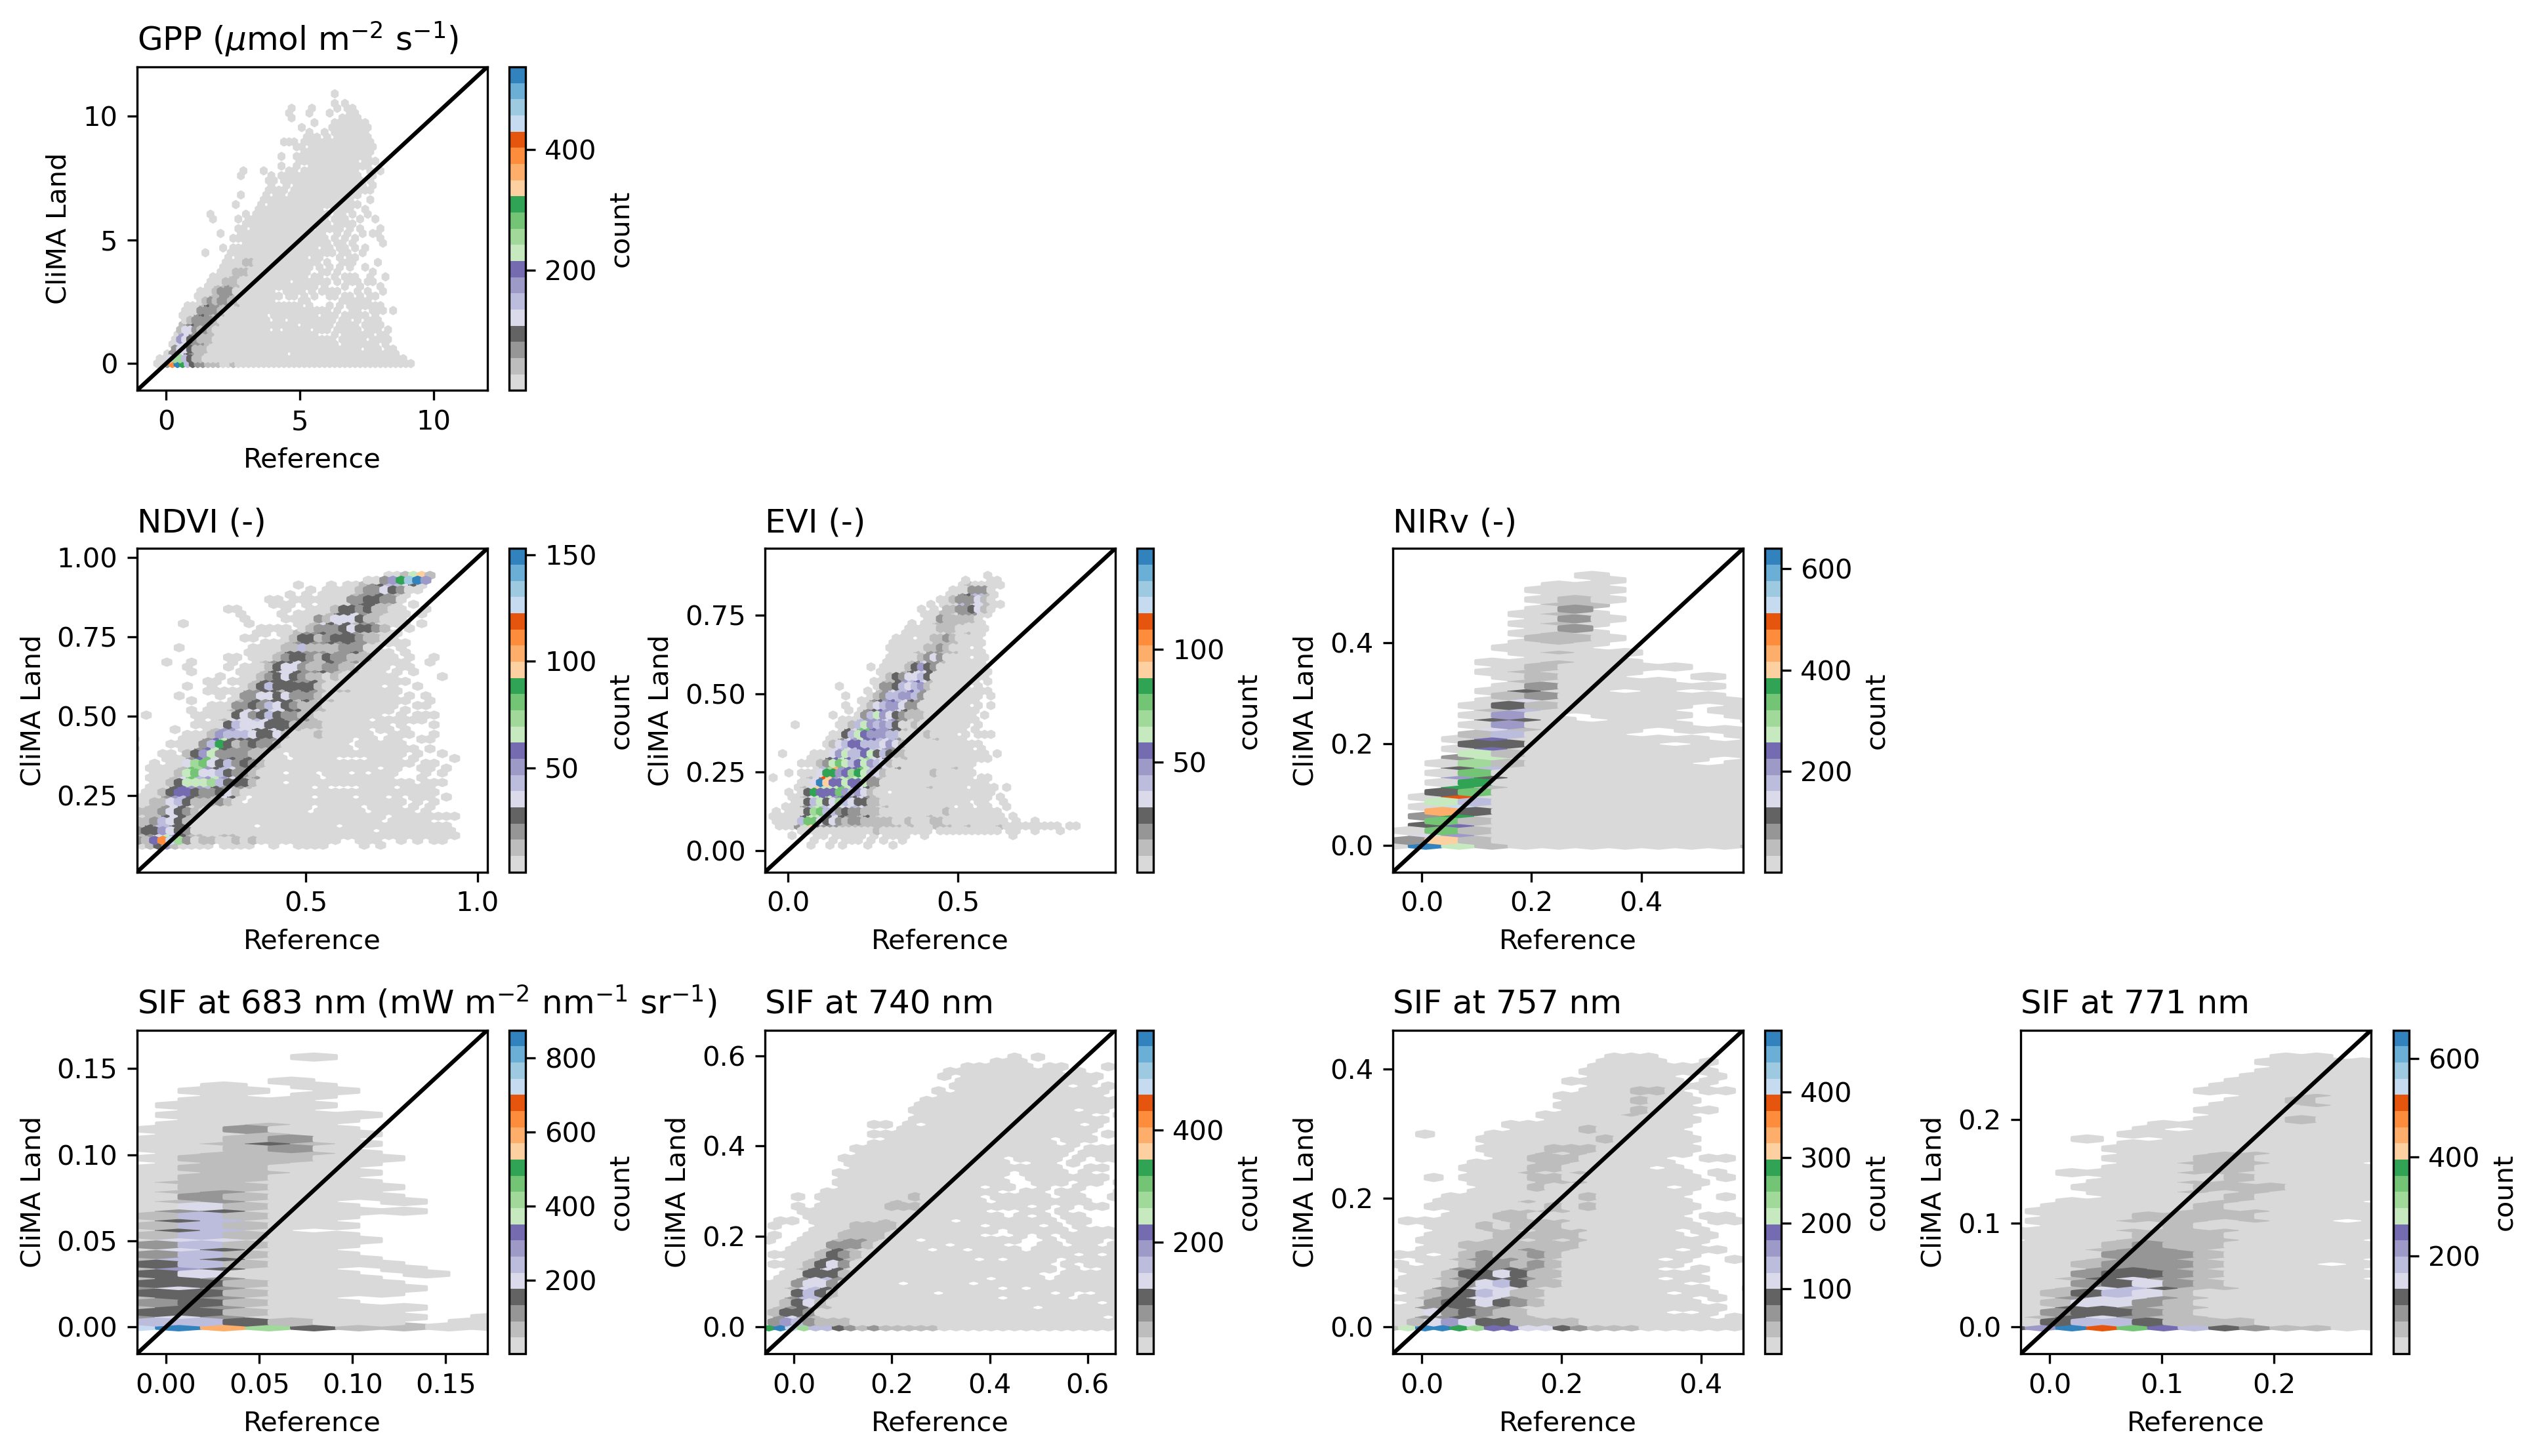 GPP (μmol m⁻² s⁻¹)
CliMA Land
10
5
0
0 5 10
Reference
400
200
count
NDVI (-)
CliMA Land
1.00
0.75
0.50
0.25
0.5 1.0
Reference
150
100
50
count
EVI (-)
CliMA Land
0.75
0.50
0.25
0.00
0.0 0.5
Reference
100
50
count
NIRv (-)
CliMA Land
0.4
0.2
0.0
0.0 0.2 0.4
Reference
600
400
200
count
SIF at 683 nm (mW m⁻² nm⁻¹ sr⁻¹)
CliMA Land
0.15
0.10
0.05
0.00
0.00 0.05 0.10 0.15
Reference
800
600
400
200
count
SIF at 740 nm
CliMA Land
0.6
0.4
0.2
0.0
0.0 0.2 0.4 0.6
Reference
400
200
count
SIF at 757 nm
CliMA Land
0.4
0.2
0.0
0.0 0.2 0.4
Reference
400
300
200
100
count
SIF at 771 nm
CliMA Land
0.2
0.1
0.0
0.0 0.1 0.2
Reference
600
400
200
count